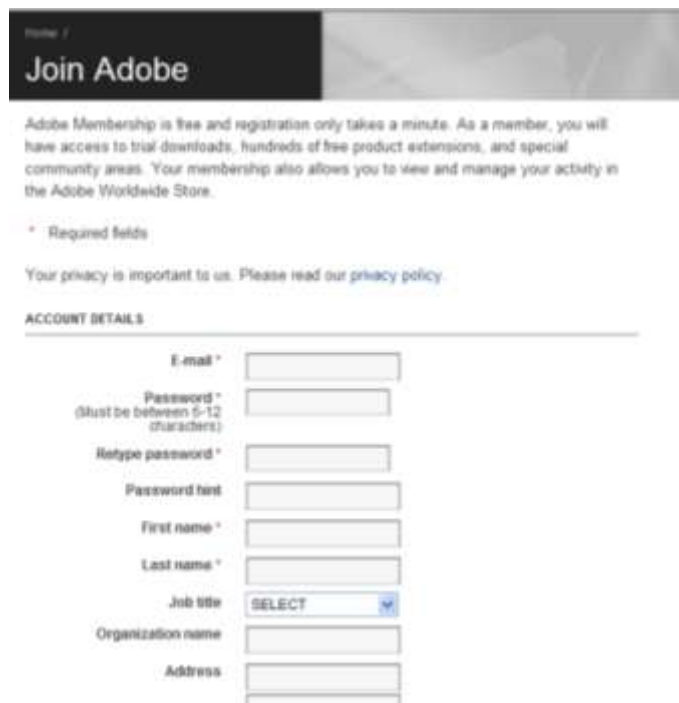 Home /
Join Adobe
Adobe Membership is free and registration only takes a minute. As a member, you will
have access to trial downloads, hundreds of free product extensions, and special
community areas. Your membership also allows you to view and manage your activity in
the Adobe Worldwide Store.
* Required fields
Your privacy is important to us. Please read our privacy policy.
ACCOUNT DETAILS
E-mail *
Password *
(Must be between 6-12
characters)
Retype password *
Password hint
First name *
Last name *
Job title SELECT
Organization name
Address